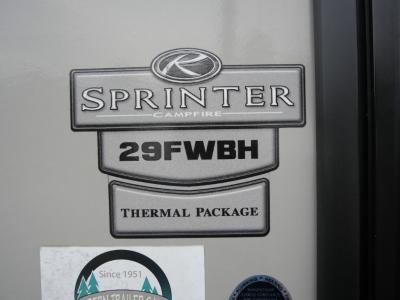 R
SPRINTER
CAMPFIRE
29FWBH
THERMAL PACKAGE
Since 1951